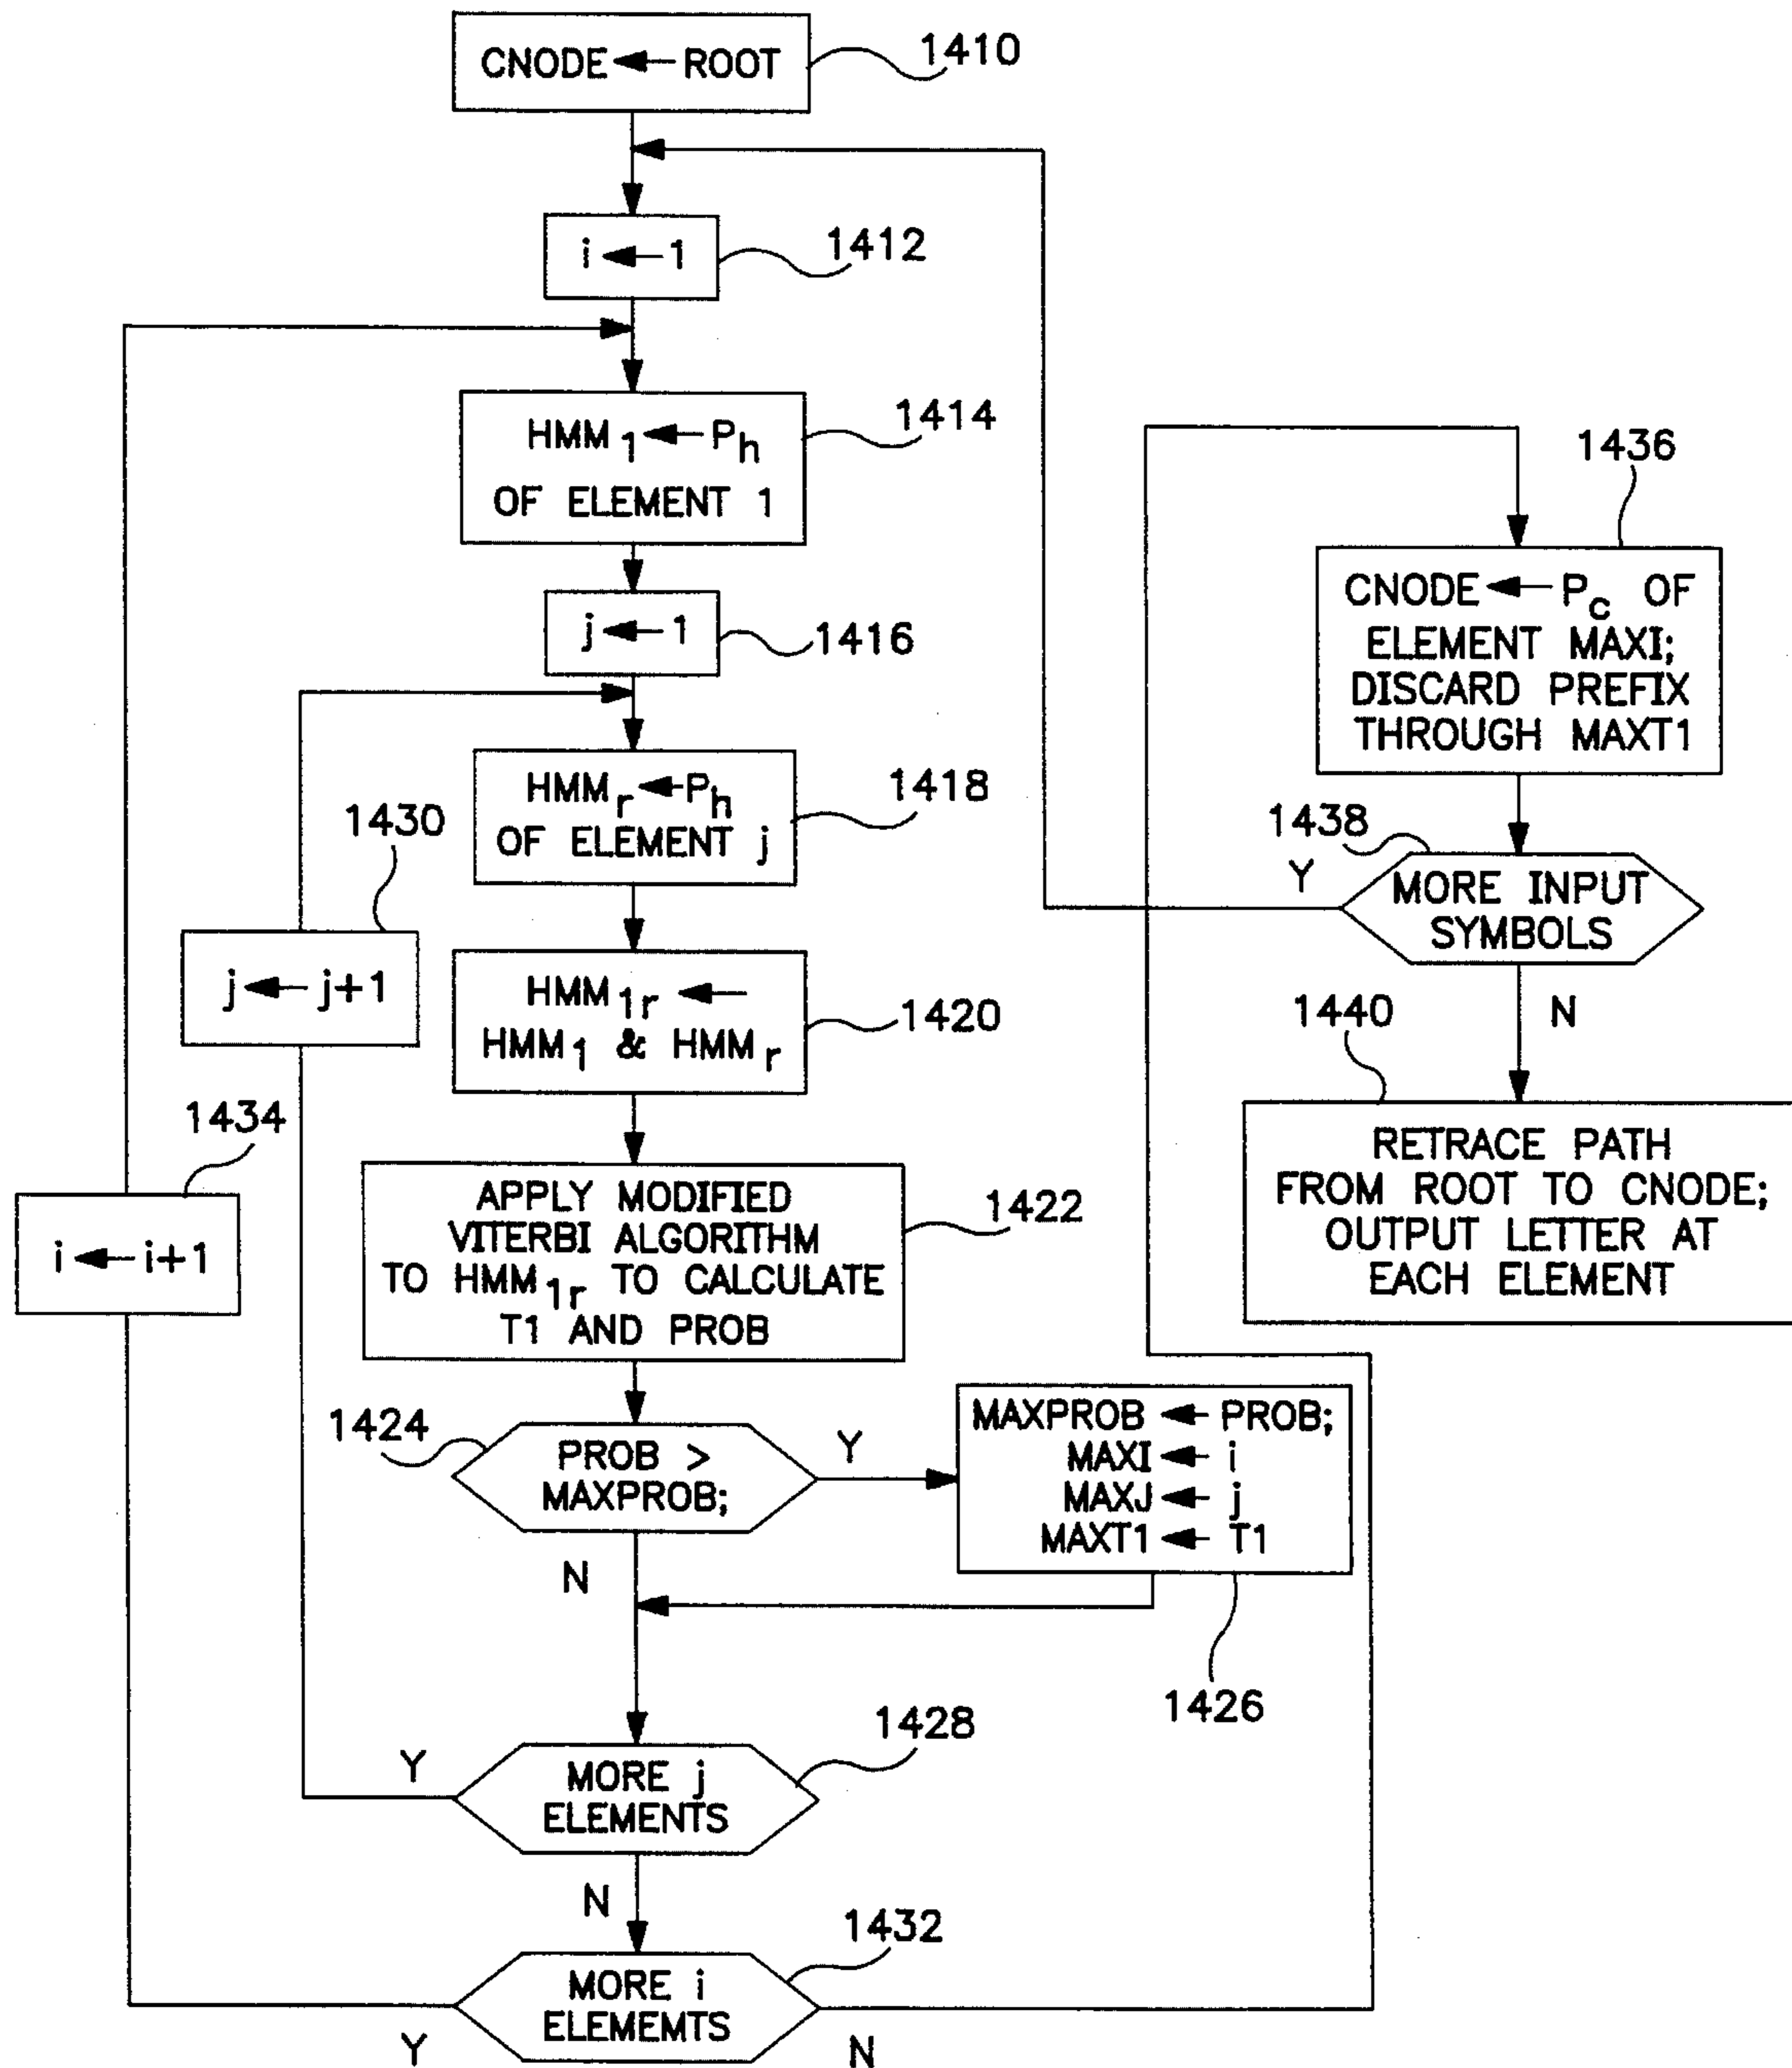 CNODE ← ROOT
1410
i ← 1
1412
HMM1 ← Ph
OF ELEMENT 1
1414
j ← 1
1416
HMMr ← Ph
OF ELEMENT j
1418
1430
j ← j+1
HMM1r ←
HMM1 & HMMr
1420
1434
i ← i+1
APPLY MODIFIED
VITERBI ALGORITHM
TO HMM1r TO CALCULATE
T1 AND PROB
1422
1424
PROB >
MAXPROB;
Y
N
MAXPROB ← PROB;
MAXI ← i
MAXJ ← j
MAXT1 ← T1
1426
1428
MORE j
ELEMENTS
Y
N
1432
MORE i
ELEMEMTS
Y
N
1436
CNODE ← Pc OF
ELEMENT MAXI;
DISCARD PREFIX
THROUGH MAXT1
1438
MORE INPUT
SYMBOLS
Y
N
1440
RETRACE PATH
FROM ROOT TO CNODE;
OUTPUT LETTER AT
EACH ELEMENT